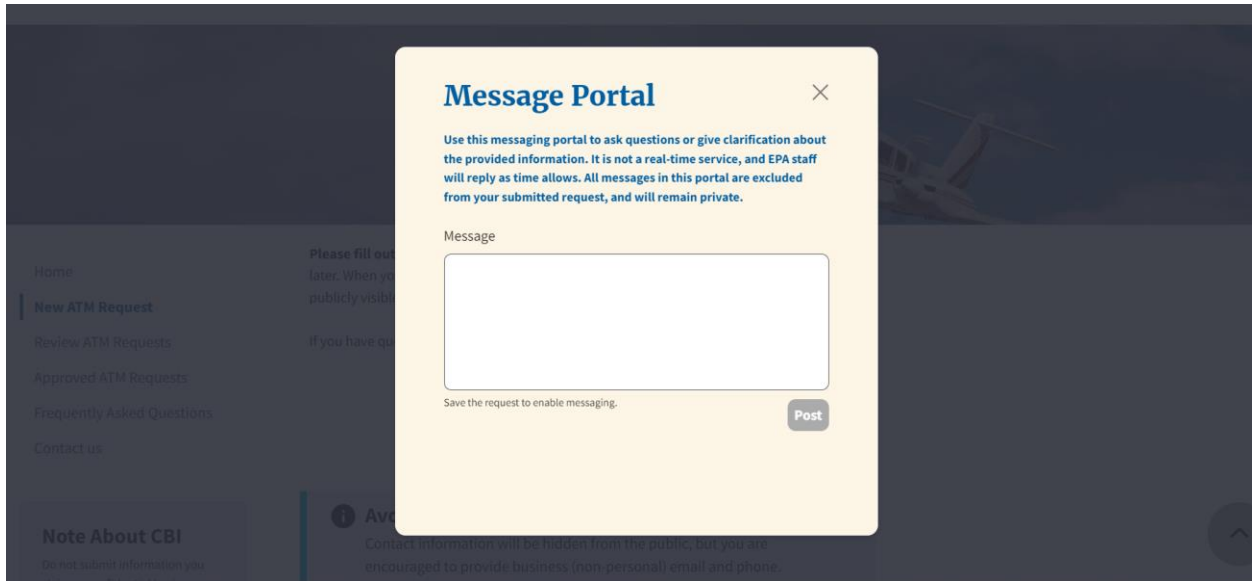 Message Portal
Use this messaging portal to ask questions or give clarification about
the provided information. It is not a real-time service, and EPA staff
will reply as time allows. All messages in this portal are excluded
from your submitted request, and will remain private.
Message
Save the request to enable messaging.
Post
Home
New ATM Request
Review ATM Requests
Approved ATM Requests
Frequently Asked Questions
Contact us
Note About CBI
Do not submit information you
Please fill out
later. When yo
publicly visibl
If you have qu
Avo
Contact information will be hidden from the public, but you are
encouraged to provide business (non-personal) email and phone.